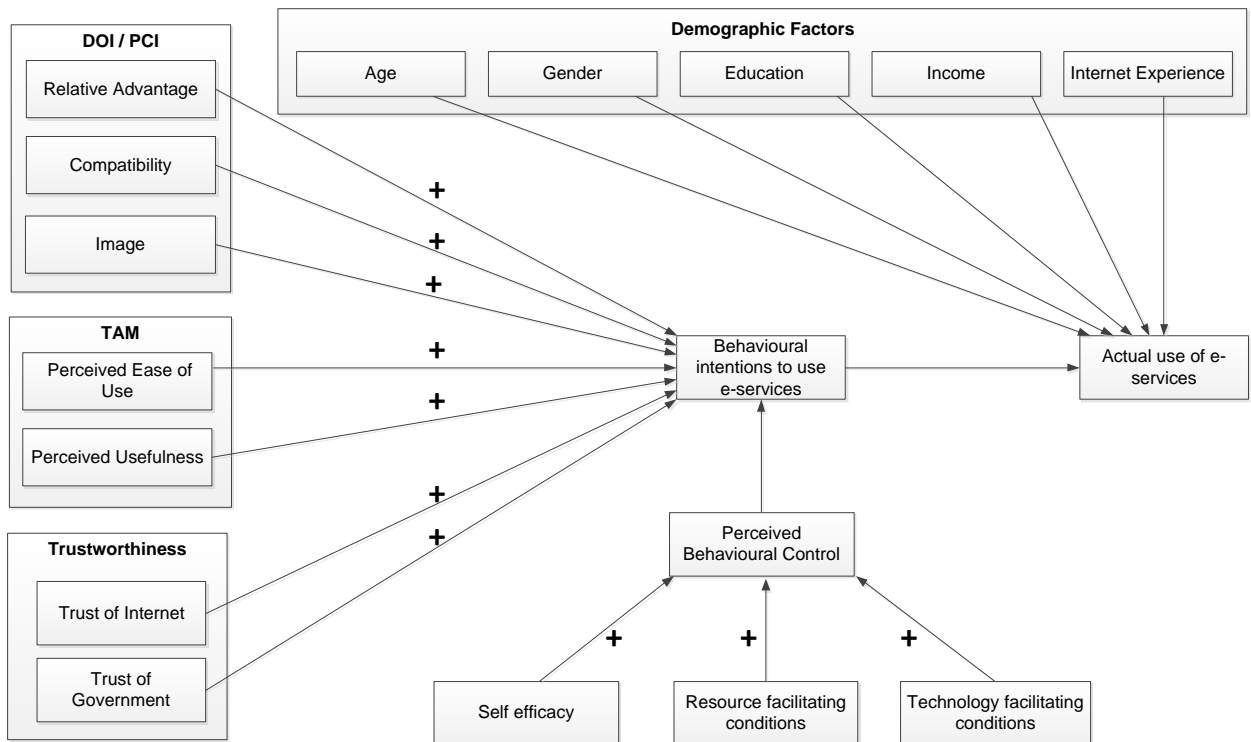 DOI / PCI
Relative Advantage
Compatibility
Image
Demographic Factors
Age
Gender
Education
Income
Internet Experience
+
+
+
TAM
Perceived Ease of
Use
Perceived Usefulness
+
+
Behavioural
intentions to use
e-services
Actual use of e-
services
Trustworthiness
Trust of Internet
Trust of
Government
+
+
Perceived
Behavioural Control
+
+
+
Self efficacy
Resource facilitating
conditions
Technology facilitating
conditions